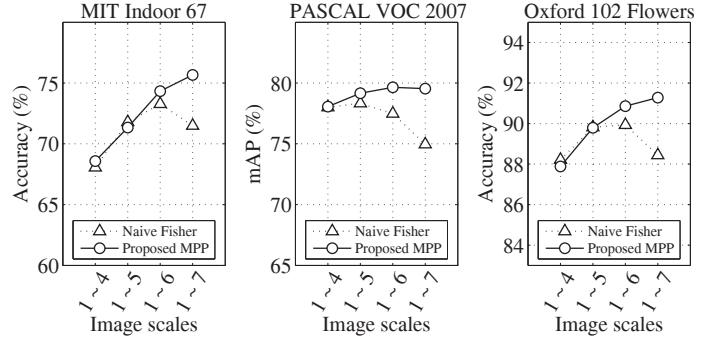 MIT Indoor 67
Accuracy (%)
75
70
65
60
Naive Fisher
Proposed MPP
1 ~ 4
1 ~ 5
1 ~ 6
1 ~ 7
Image scales
PASCAL VOC 2007
mAP (%)
80
75
70
65
Naive Fisher
Proposed MPP
1 ~ 4
1 ~ 5
1 ~ 6
1 ~ 7
Image scales
Oxford 102 Flowers
Accuracy (%)
94
92
90
88
86
84
Naive Fisher
Proposed MPP
1 ~ 4
1 ~ 5
1 ~ 6
1 ~ 7
Image scales